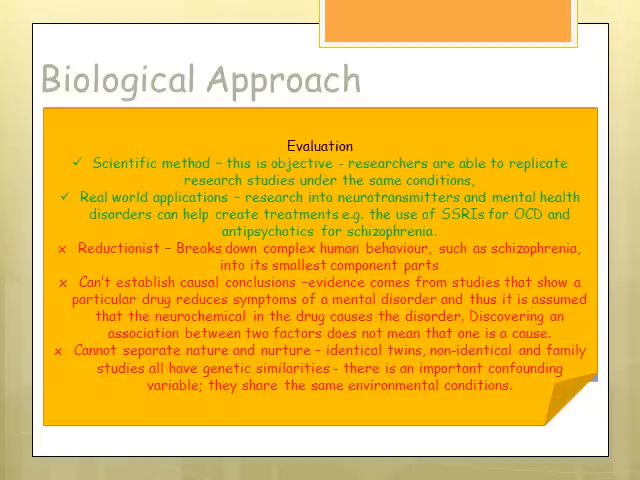 Biological Approach
Evaluation
✓ Scientific method – this is objective - researchers are able to replicate
research studies under the same conditions,
✓ Real world applications – research into neurotransmitters and mental health
disorders can help create treatments e.g. the use of SSRIs for OCD and
antipsychotics for schizophrenia.
x Reductionist – Breaks down complex human behaviour, such as schizophrenia,
into its smallest component parts
x Can't establish causal conclusions –evidence comes from studies that show a
particular drug reduces symptoms of a mental disorder and thus it is assumed
that the neurochemical in the drug causes the disorder. Discovering an
association between two factors does not mean that one is a cause.
x Cannot separate nature and nurture – identical twins, non-identical and family
studies all have genetic similarities - there is an important confounding
variable; they share the same environmental conditions.